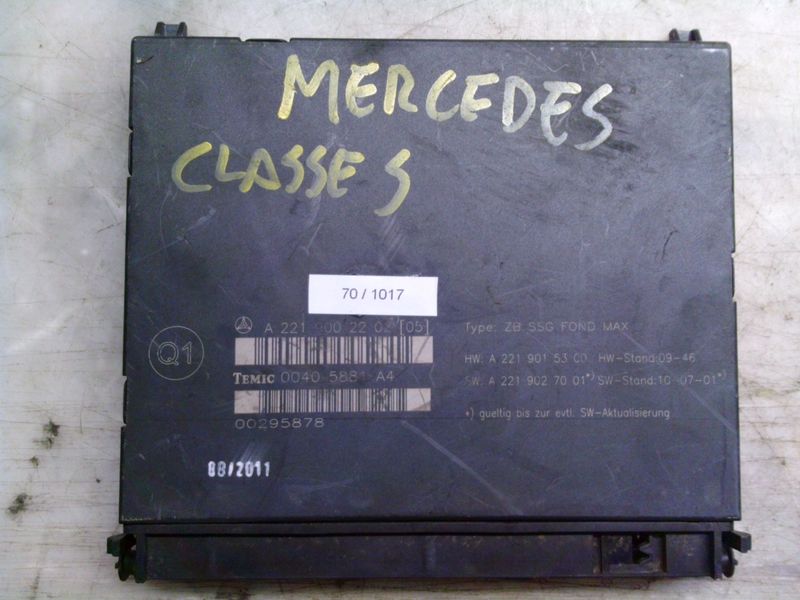 MERCEDES
CLASSE S
70 / 1017
A 221 900 22 02 [05]
Q1
TEMIC 0040 5881 A4
00295878
08/2011
Type: ZB SSG FOND MAX
HW: A 221 901 53 00 HW-Stand:09-46
SW: A 221 902 70 01*) SW-Stand:10-07-01*)
*) gueltig bis zur evtl. SW-Aktualisierung